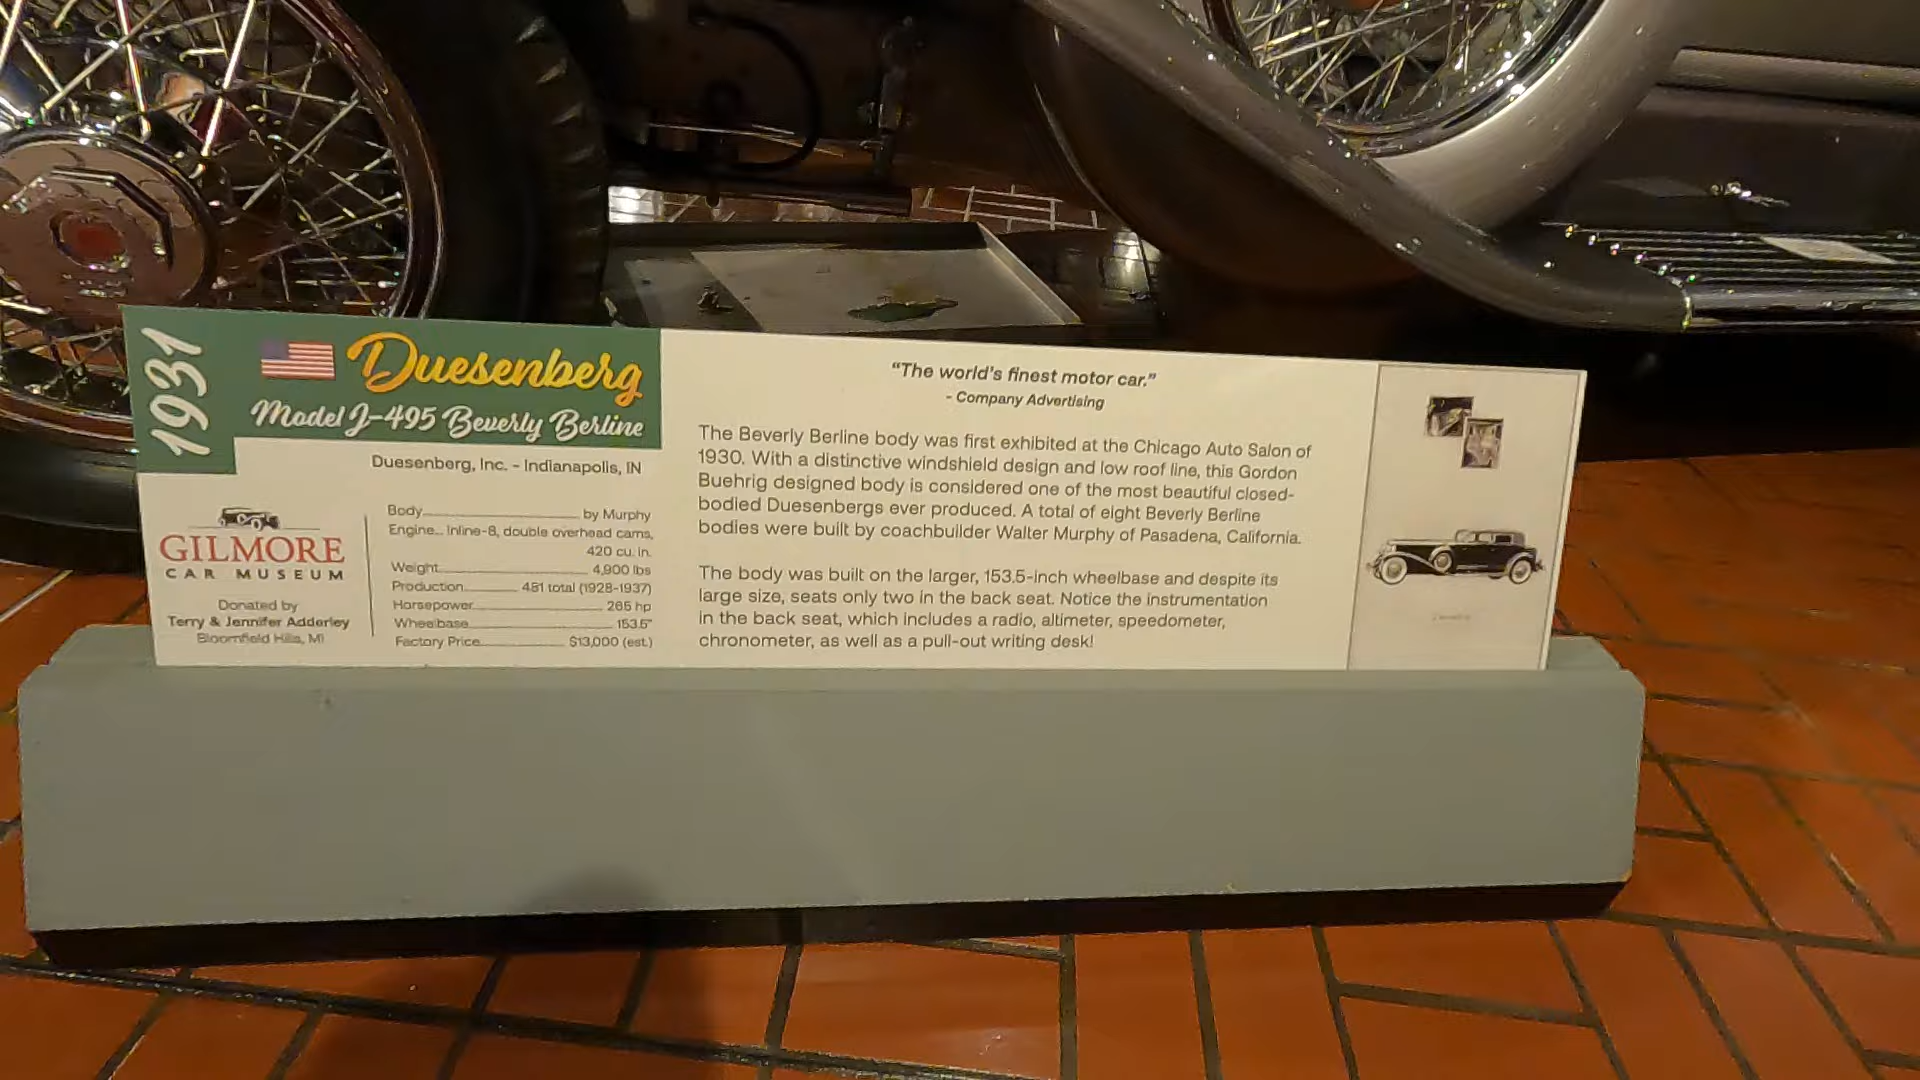 1931
Duesenberg
Model J-495 Beverly Berline
Duesenberg, Inc. - Indianapolis, IN
GILMORE
CAR MUSEUM
Donated by
Terry & Jennifer Adderley
Bloomfield Hills, MI
Body by Murphy
Engine... Inline-8, double overhead cams,
420 cu. in.
Weight 4,900 lbs
Production 481 total (1928-1937)
Horsepower 265 hp
Wheelbase 153.5"
Factory Price $13,000 (est.)
“The world's finest motor car.”
- Company Advertising
The Beverly Berline body was first exhibited at the Chicago Auto Salon of
1930. With a distinctive windshield design and low roof line, this Gordon
Buehrig designed body is considered one of the most beautiful closed-
bodied Duesenbergs ever produced. A total of eight Beverly Berline
bodies were built by coachbuilder Walter Murphy of Pasadena, California.
The body was built on the larger, 153.5-inch wheelbase and despite its
large size, seats only two in the back seat. Notice the instrumentation
in the back seat, which includes a radio, altimeter, speedometer,
chronometer, as well as a pull-out writing desk!